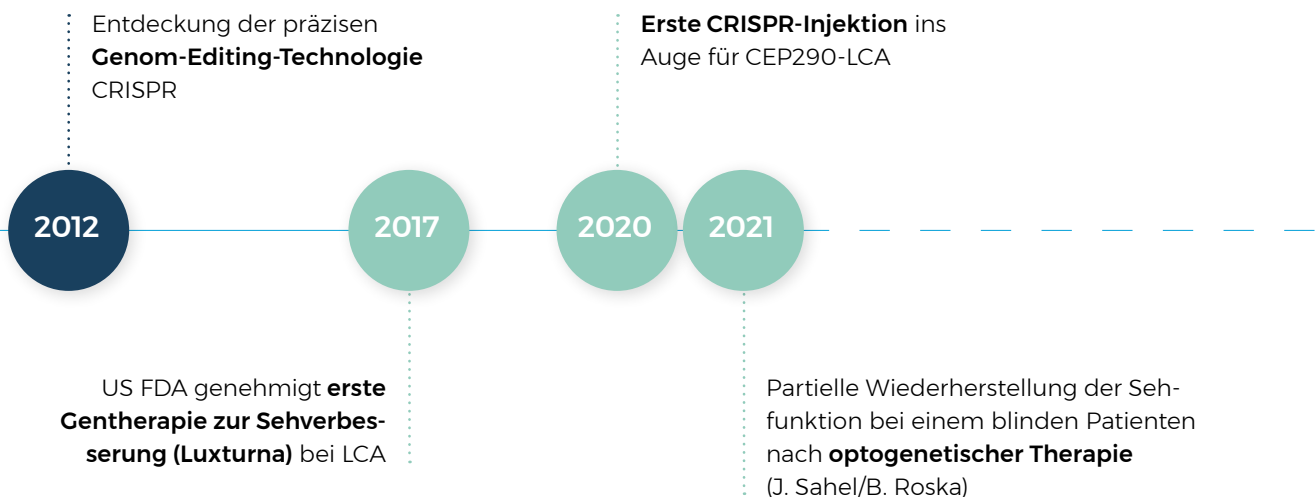 Entdeckung der präzisen
Genom-Editing-Technologie
CRISPR
Erste CRISPR-Injektion ins
Auge für CEP290-LCA
2012
2017
2020
2021
US FDA genehmigt erste
Gentherapie zur Sehverbes-
serung (Luxturna) bei LCA
Partielle Wiederherstellung der Seh-
funktion bei einem blinden Patienten
nach optogenetischer Therapie
(J. Sahel/B. Roska)